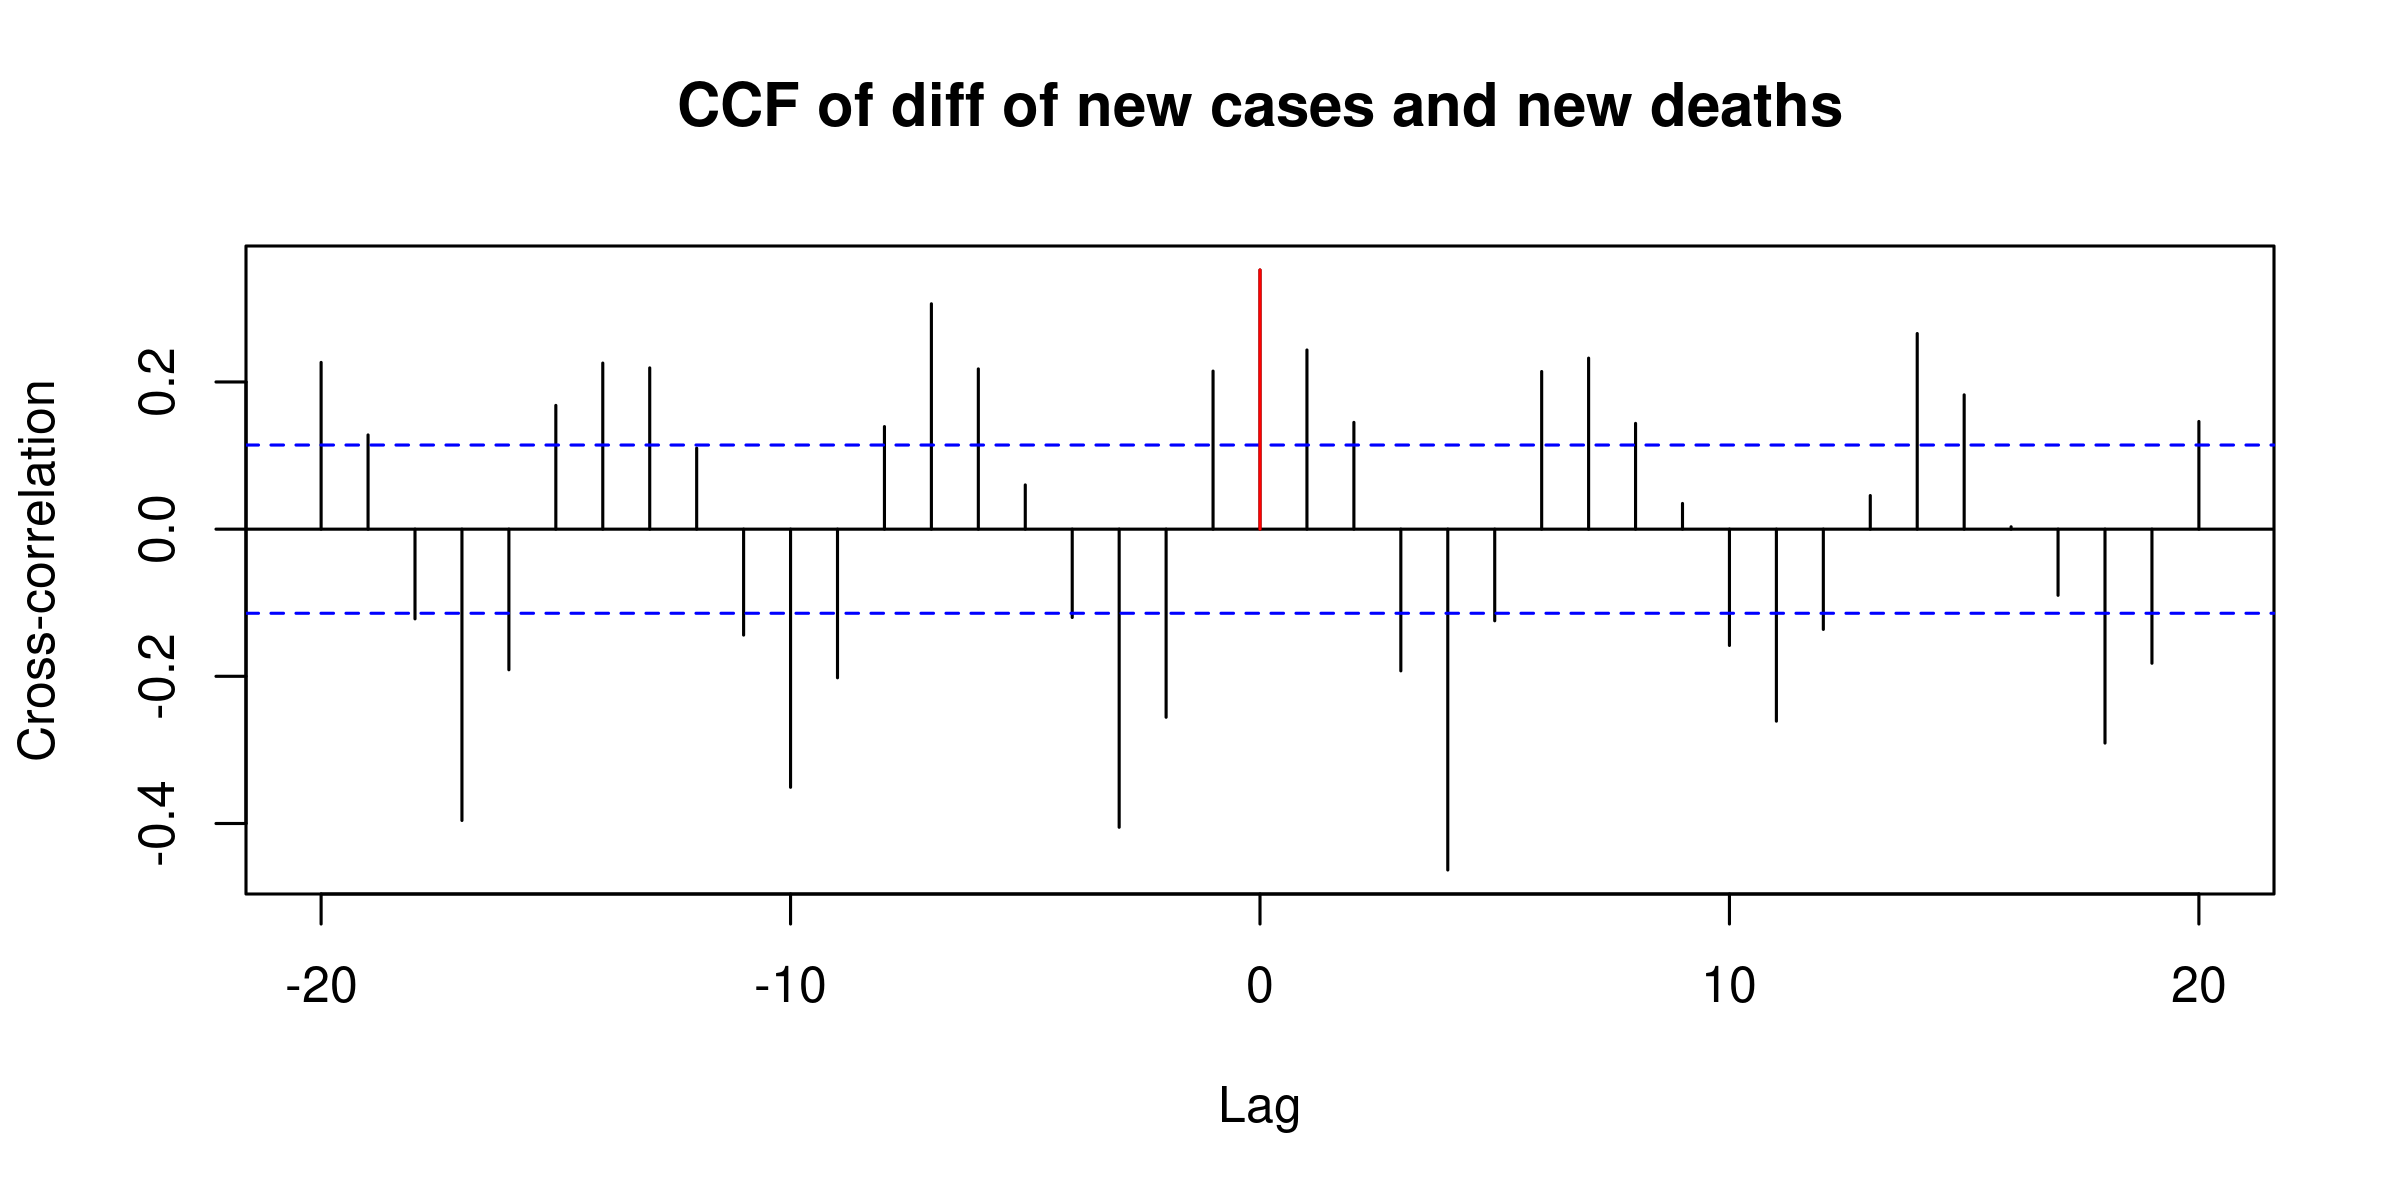 CCF of diff of new cases and new deaths
Cross-correlation
0.2
0.0
-0.2
-0.4
-20 -10 0 10 20
Lag